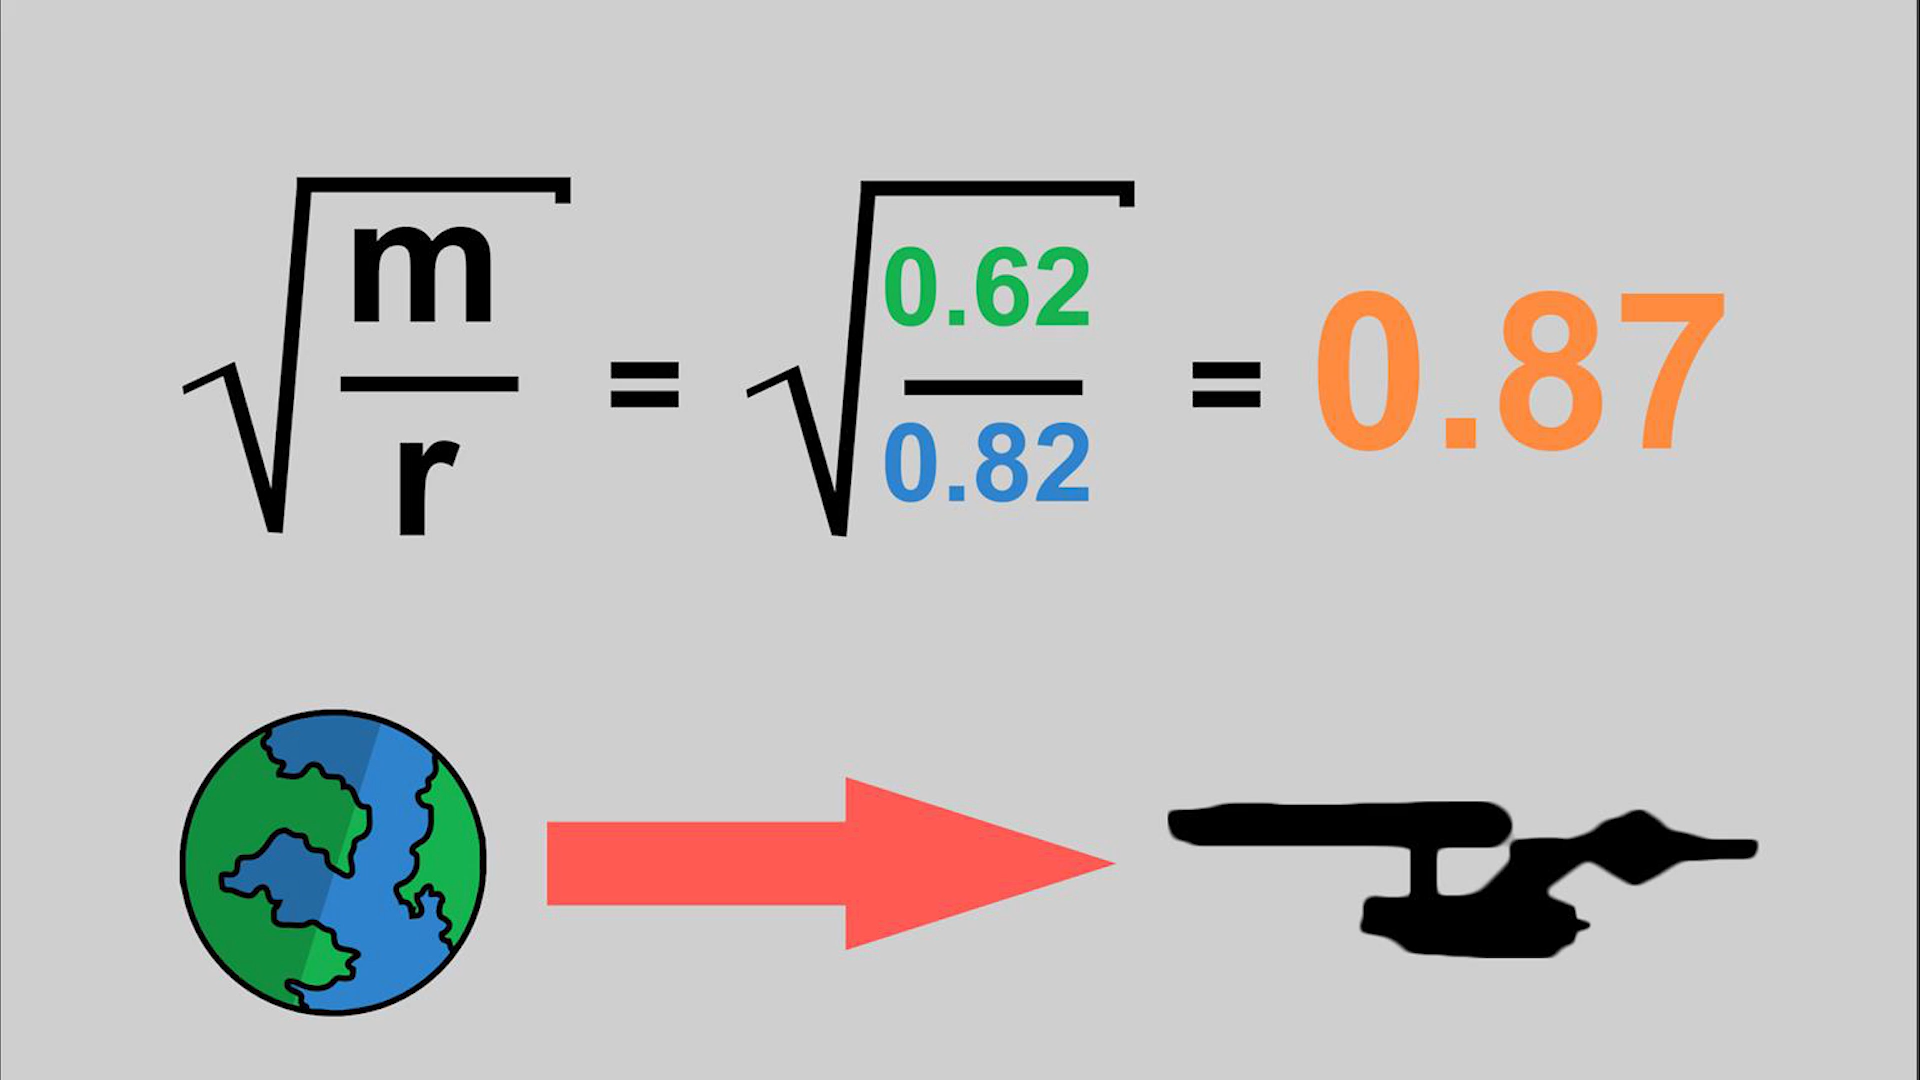 √m/r = √0.62/0.82 = 0.87